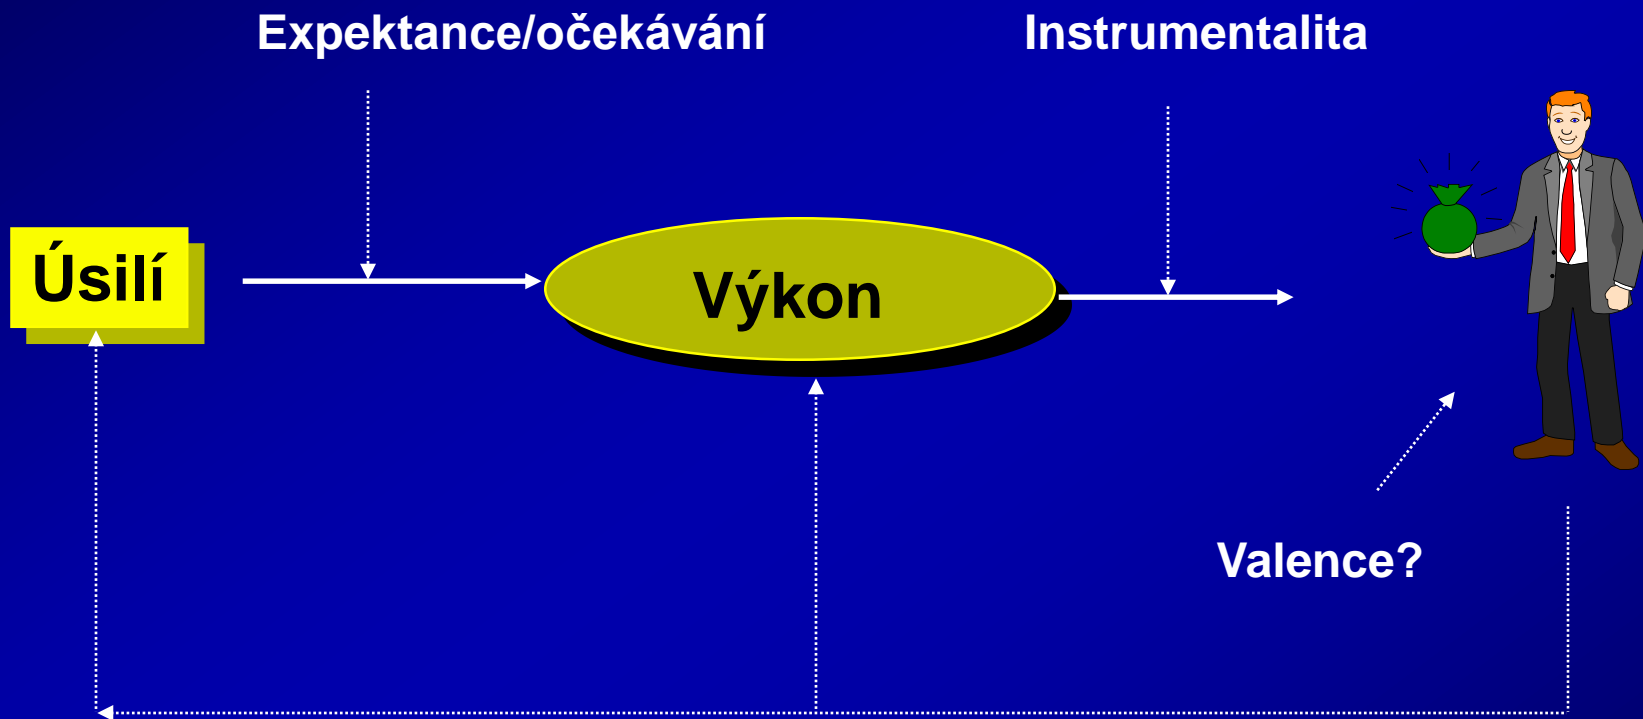 Expektance/očekávání
Instrumentalita
Úsilí
Výkon
Valence?